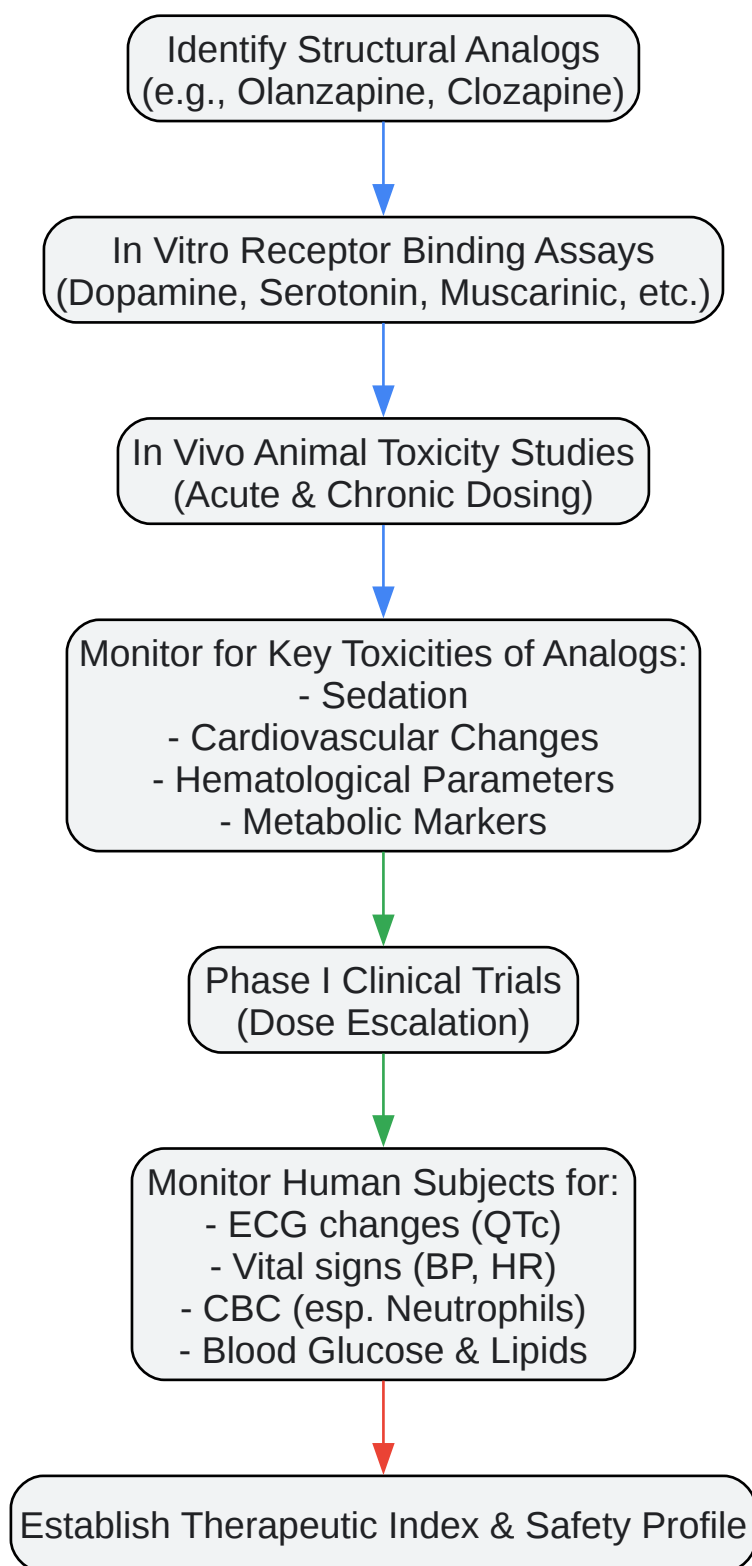 Identify Structural Analogs
(e.g., Olanzapine, Clozapine)
In Vitro Receptor Binding Assays
(Dopamine, Serotonin, Muscarinic, etc.)
In Vivo Animal Toxicity Studies
(Acute & Chronic Dosing)
Monitor for Key Toxicities of Analogs:
- Sedation
- Cardiovascular Changes
- Hematological Parameters
- Metabolic Markers
Phase I Clinical Trials
(Dose Escalation)
Monitor Human Subjects for:
- ECG changes (QTc)
- Vital signs (BP, HR)
- CBC (esp. Neutrophils)
- Blood Glucose & Lipids
Establish Therapeutic Index & Safety Profile